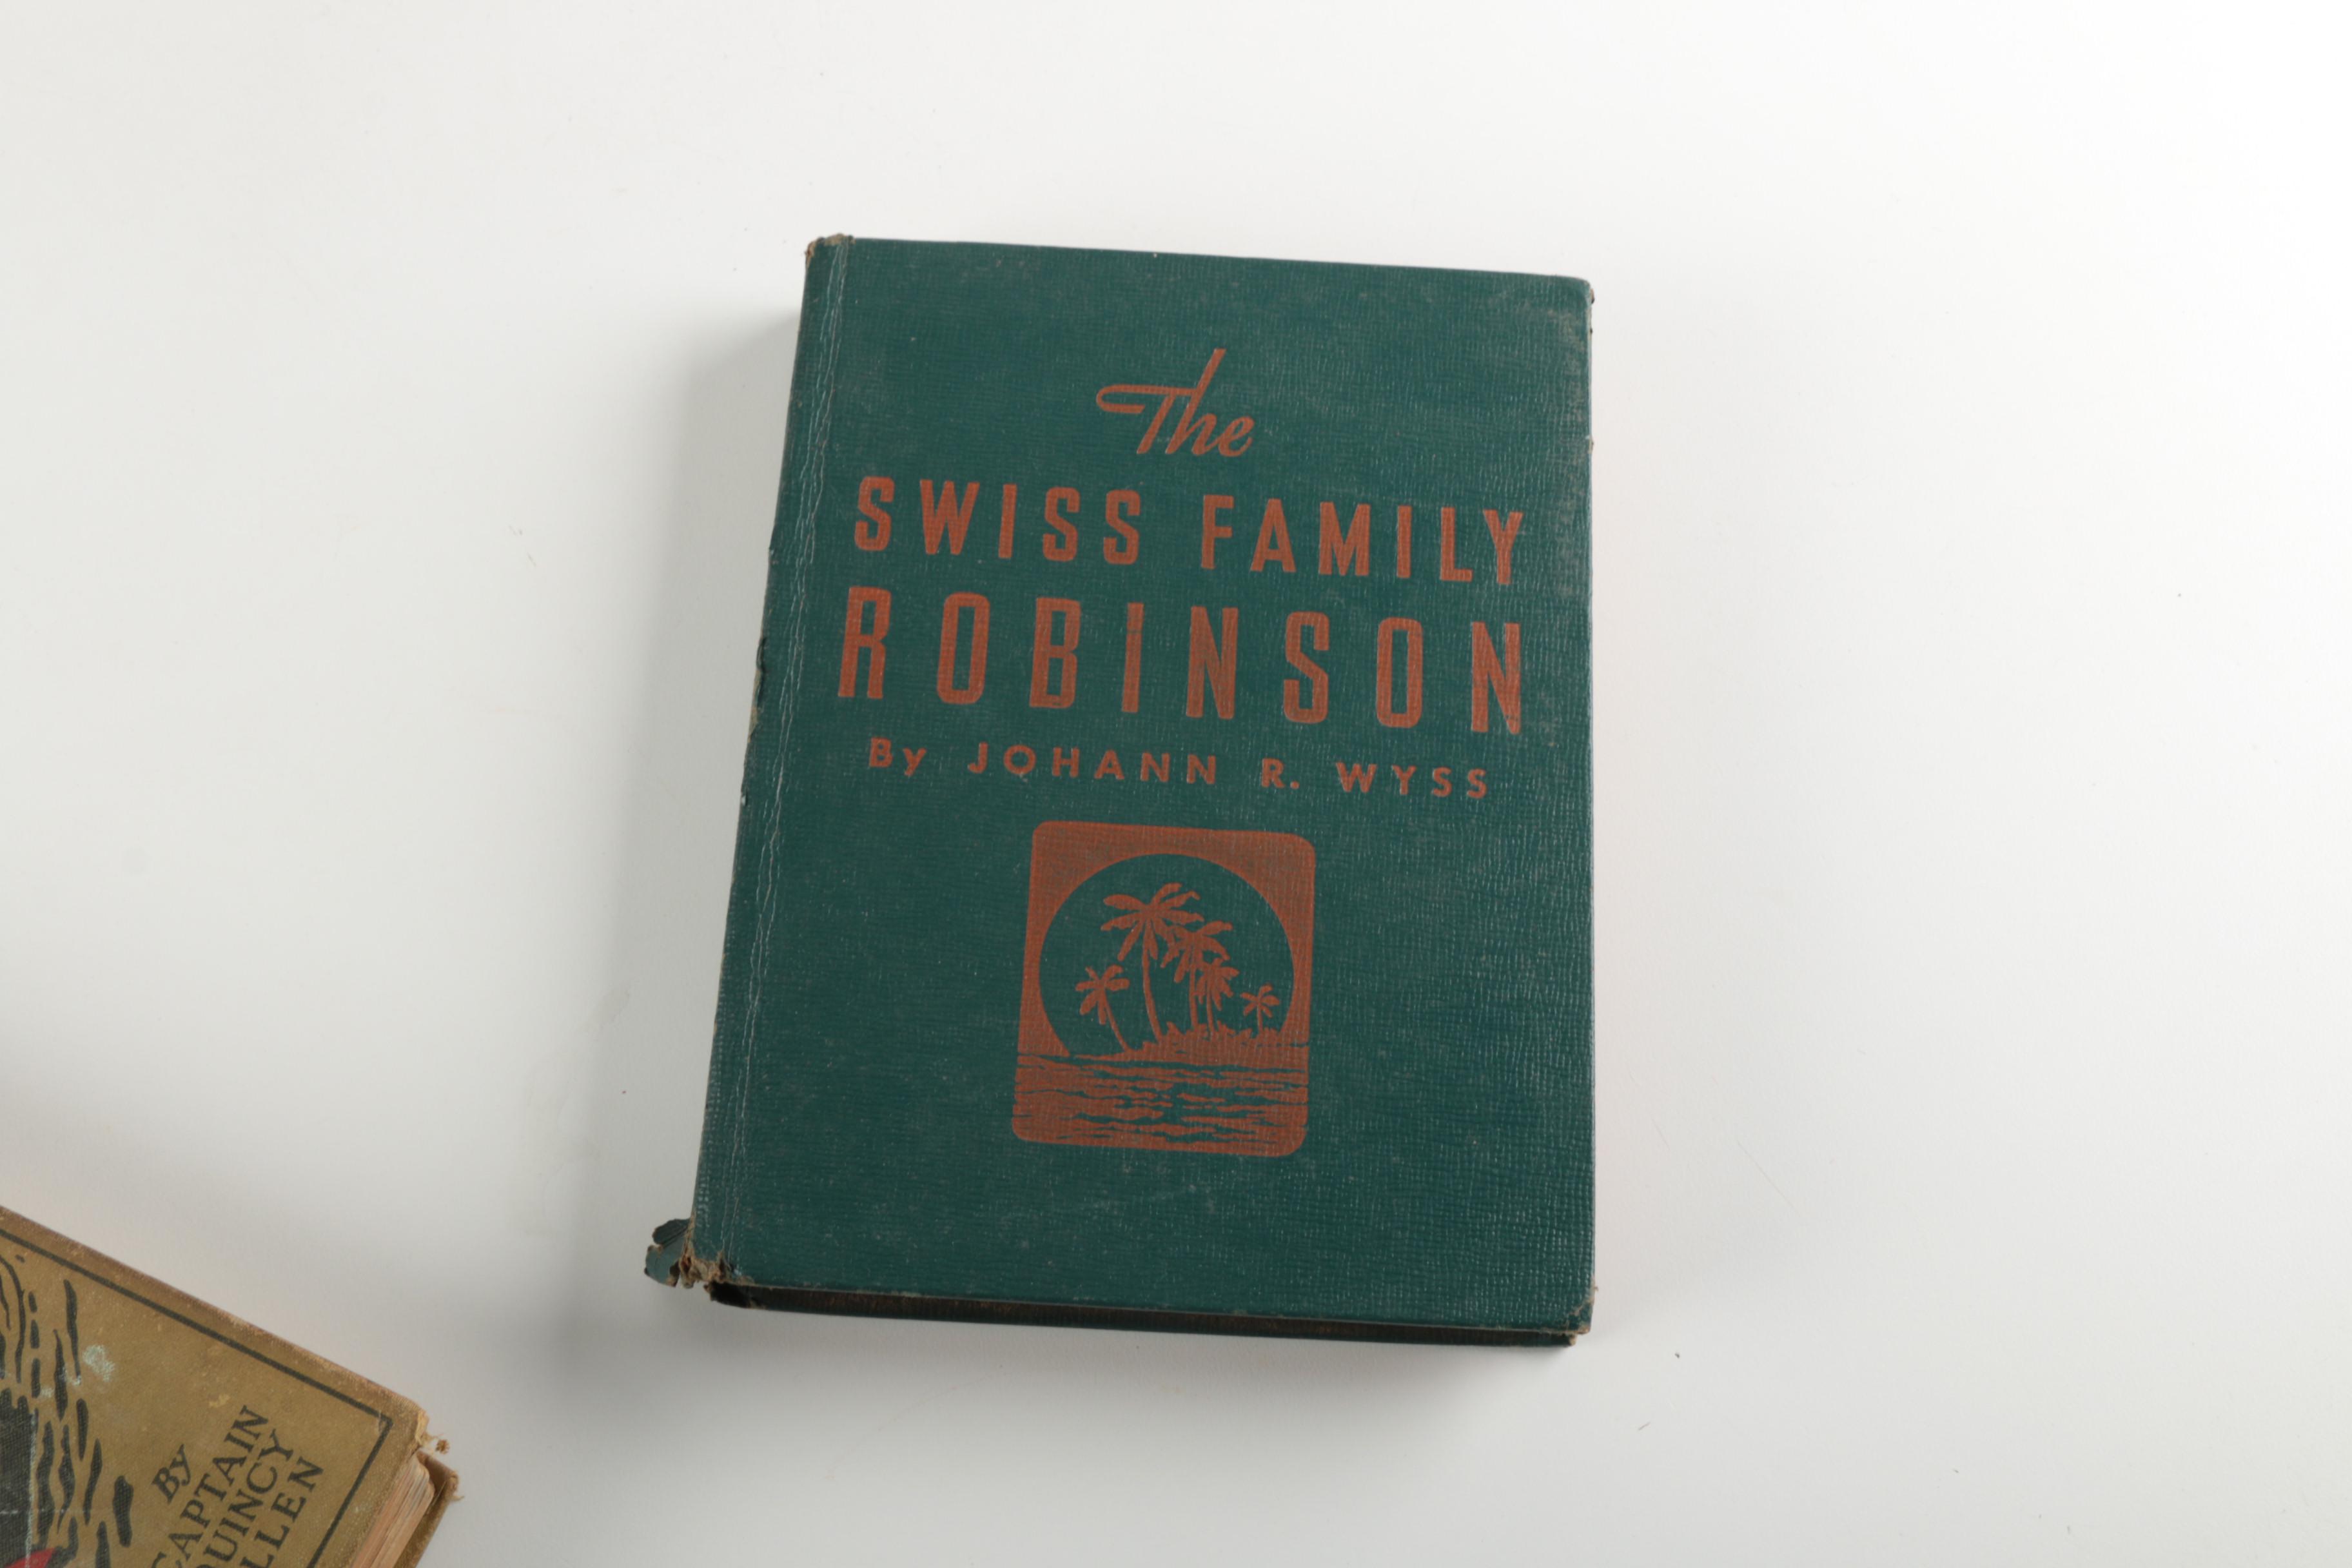 The
SWISS FAMILY
ROBINSON
By JOHANN R. WYSS
By
CAPTAIN
QUINCY
ALLEN